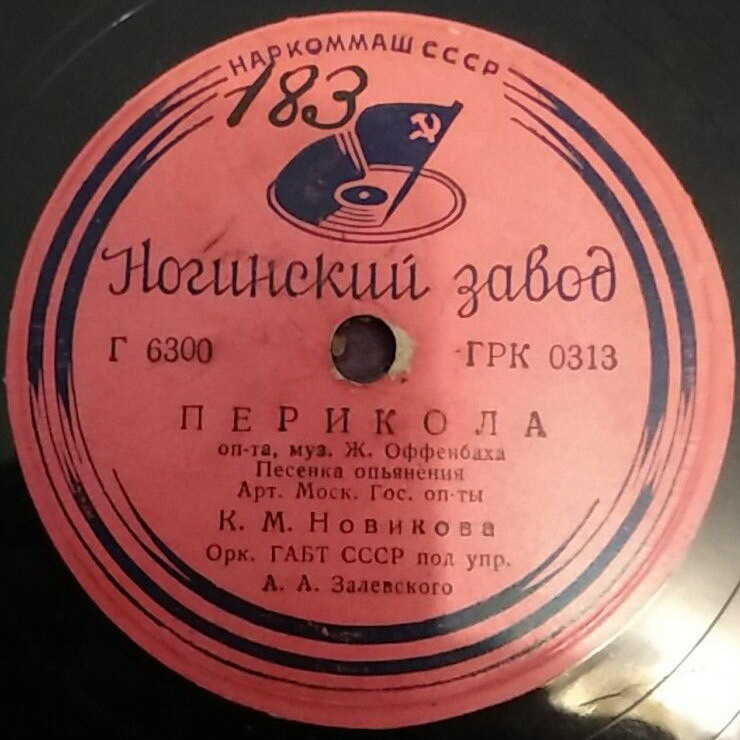 НАРКОММАШ СССР
183
Ногинский завод
Г 6300 ГРК 0313
ПЕРИКОЛА
оп-та, муз. Ж. Оффенбаха
Песенка опьянения
Арт. Моск. Гос. оп-ты
К. М. Новикова
Орк. ГАБТ СССР под упр.
А. А. Залевского